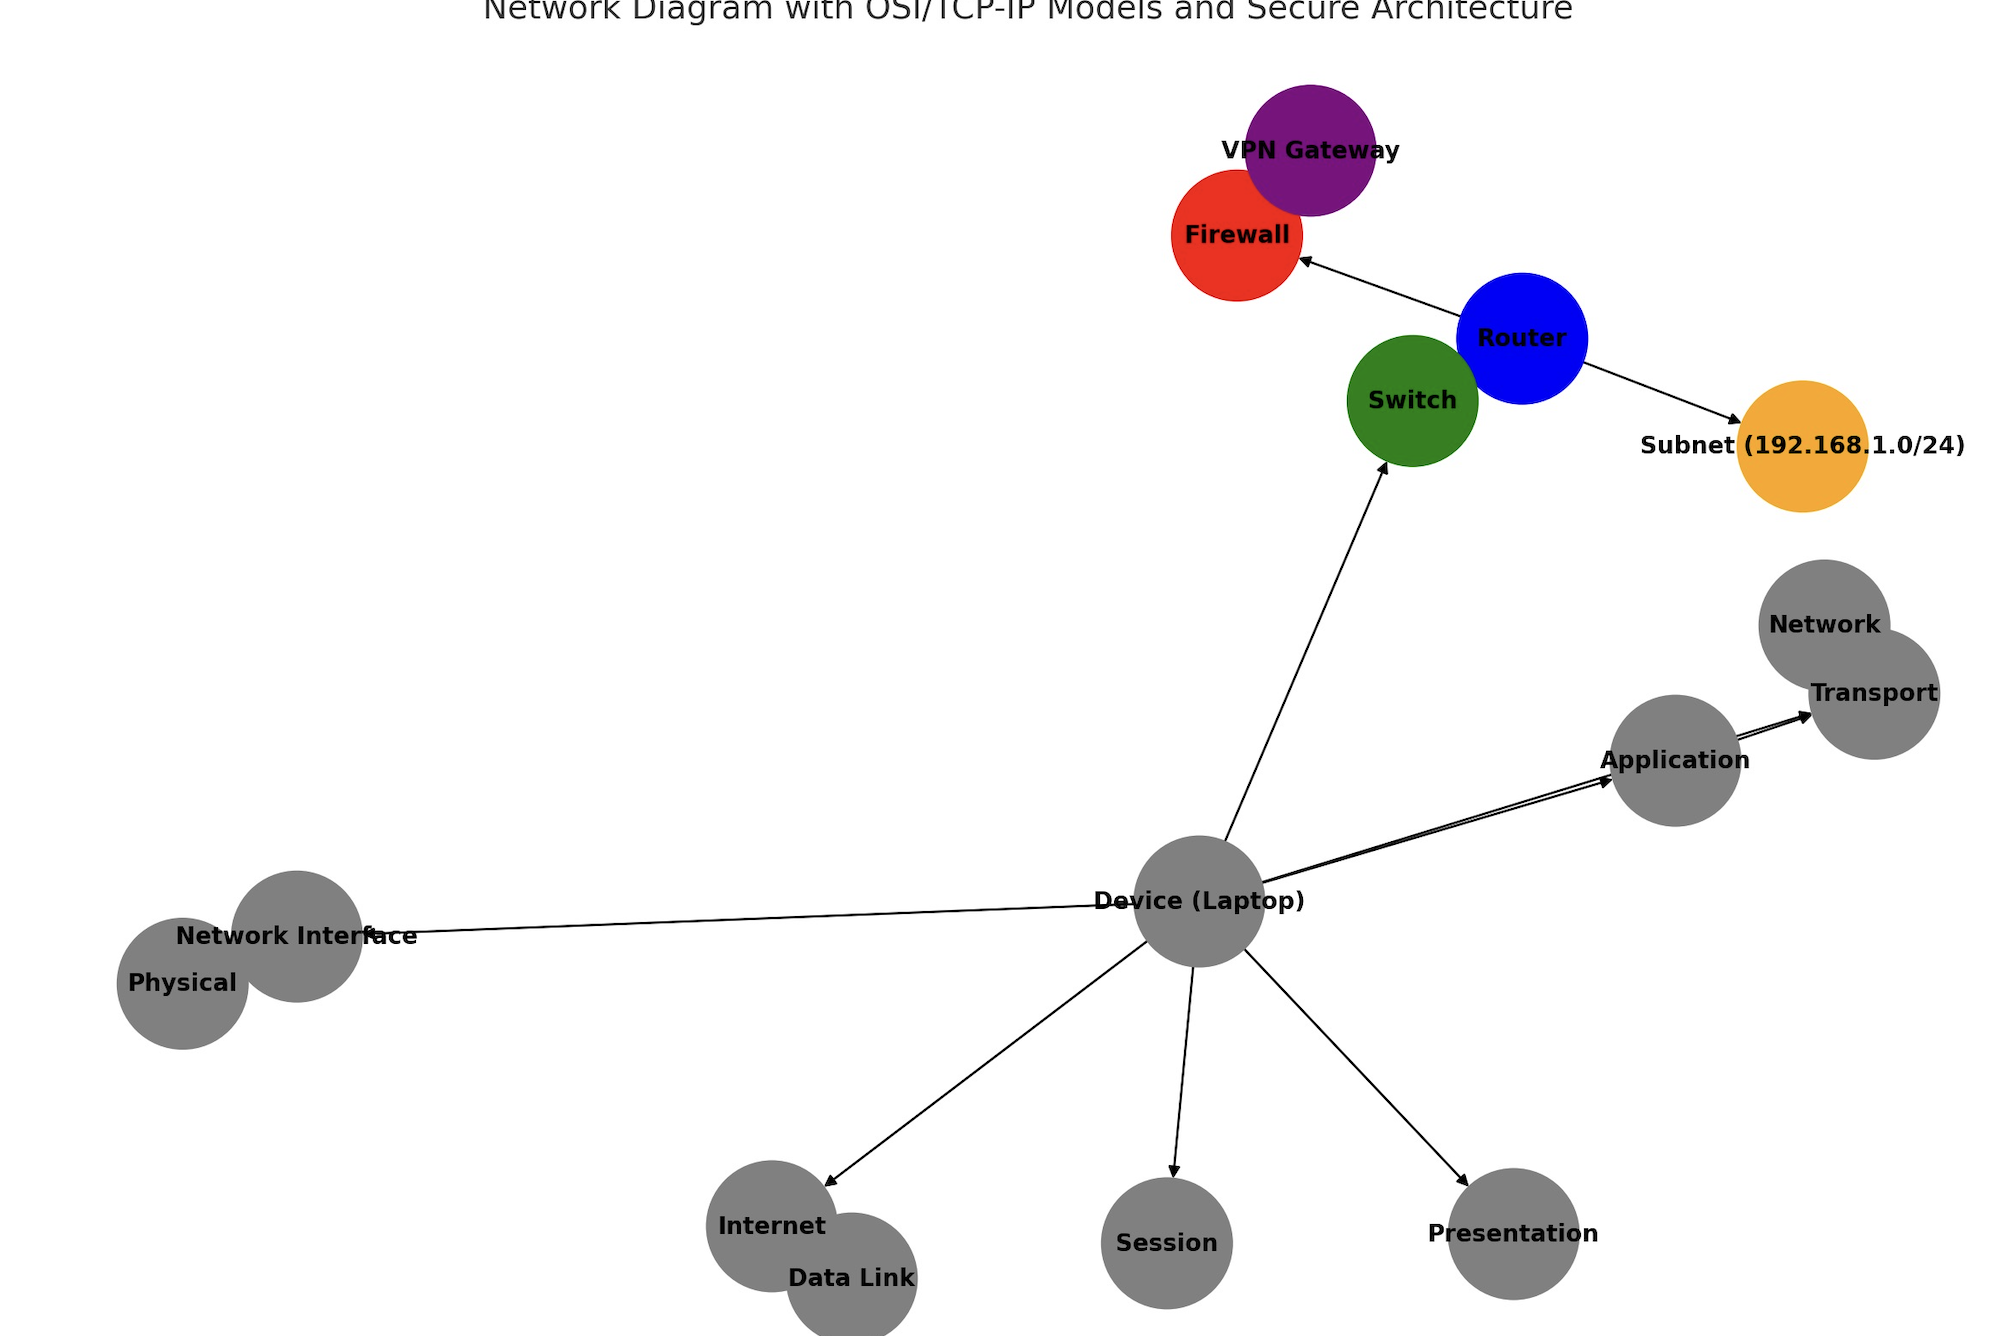 Network Diagram with OSI/TCP-IP Models and Secure Architecture
VPN Gateway
Firewall
Router
Switch
Subnet (192.168.1.0/24)
Network
Transport
Application
Device (Laptop)
Network Interface
Physical
Internet
Session
Presentation
Data Link